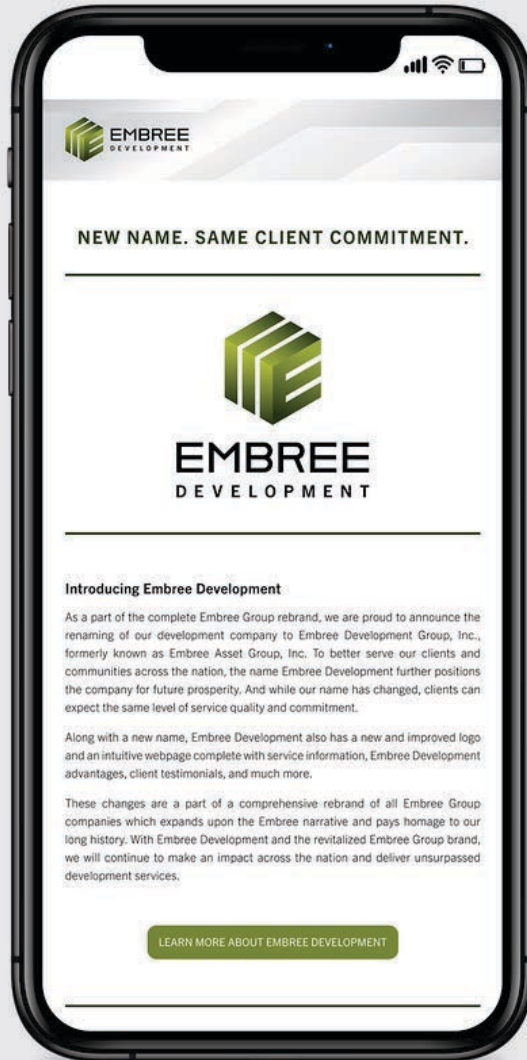 EMBREE
DEVELOPMENT
NEW NAME. SAME CLIENT COMMITMENT.
EMBREE
DEVELOPMENT
Introducing Embree Development
As a part of the complete Embree Group rebrand, we are proud to announce the
renaming of our development company to Embree Development Group, Inc.,
formerly known as Embree Asset Group, Inc. To better serve our clients and
communities across the nation, the name Embree Development further positions
the company for future prosperity. And while our name has changed, clients can
expect the same level of service quality and commitment.
Along with a new name, Embree Development also has a new and improved logo
and an intuitive webpage complete with service information, Embree Development
advantages, client testimonials, and much more.
These changes are a part of a comprehensive rebrand of all Embree Group
companies which expands upon the Embree narrative and pays homage to our
long history. With Embree Development and the revitalized Embree Group brand,
we will continue to make an impact across the nation and deliver unsurpassed
development services.
LEARN MORE ABOUT EMBREE DEVELOPMENT